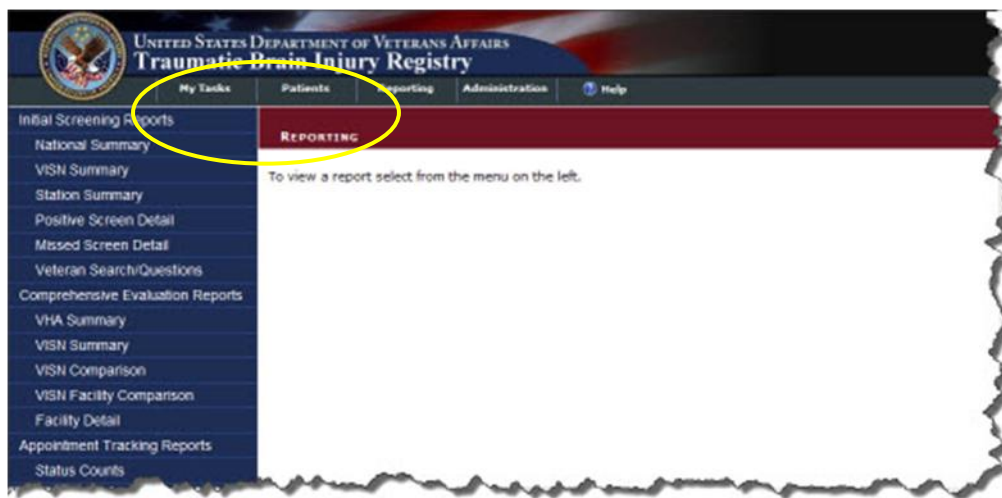 UNITED STATES DEPARTMENT OF VETERANS AFFAIRS
Traumatic Brain Injury Registry
My Tasks Patients Reporting Administration ? Help
Initial Screening Reports
National Summary
VISN Summary
Station Summary
Positive Screen Detail
Missed Screen Detail
Veteran Search/Questions
Comprehensive Evaluation Reports
VHA Summary
VISN Summary
VISN Comparison
VISN Facility Comparison
Facility Detail
Appointment Tracking Reports
Status Counts
REPORTING
To view a report select from the menu on the left.